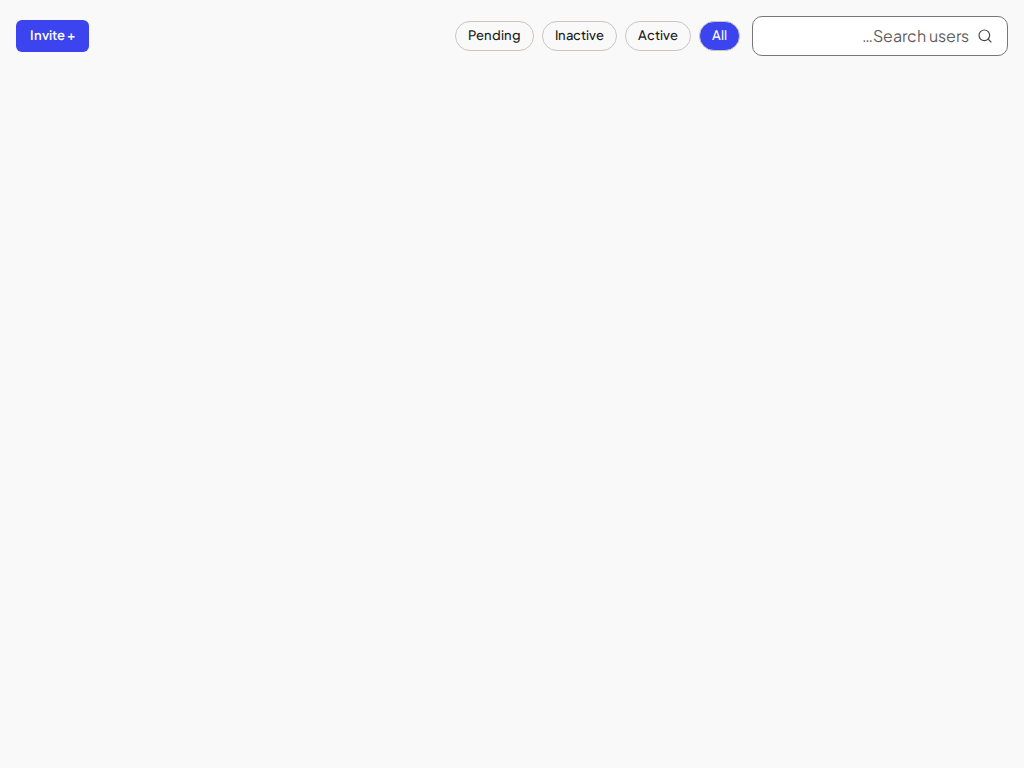 Search users...
All
Active
Inactive
Pending
+ Invite